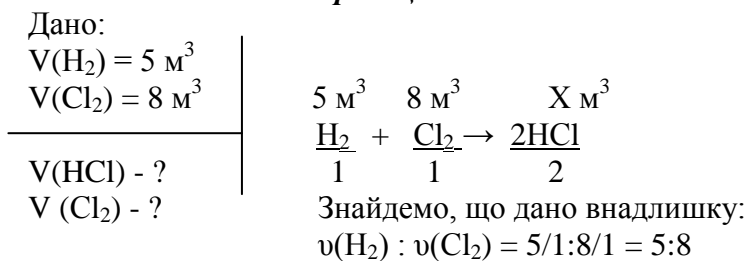 Дано:
V(H₂) = 5 м³
V(Cl₂) = 8 м³
V(HCl) - ?
V (Cl₂) - ?
5 м³ 8 м³ X м³
H₂ + Cl₂ → 2HCl
1 1 2
Знайдемо, що дано внадлишку:
υ(H₂) : υ(Cl₂) = 5/1:8/1 = 5:8